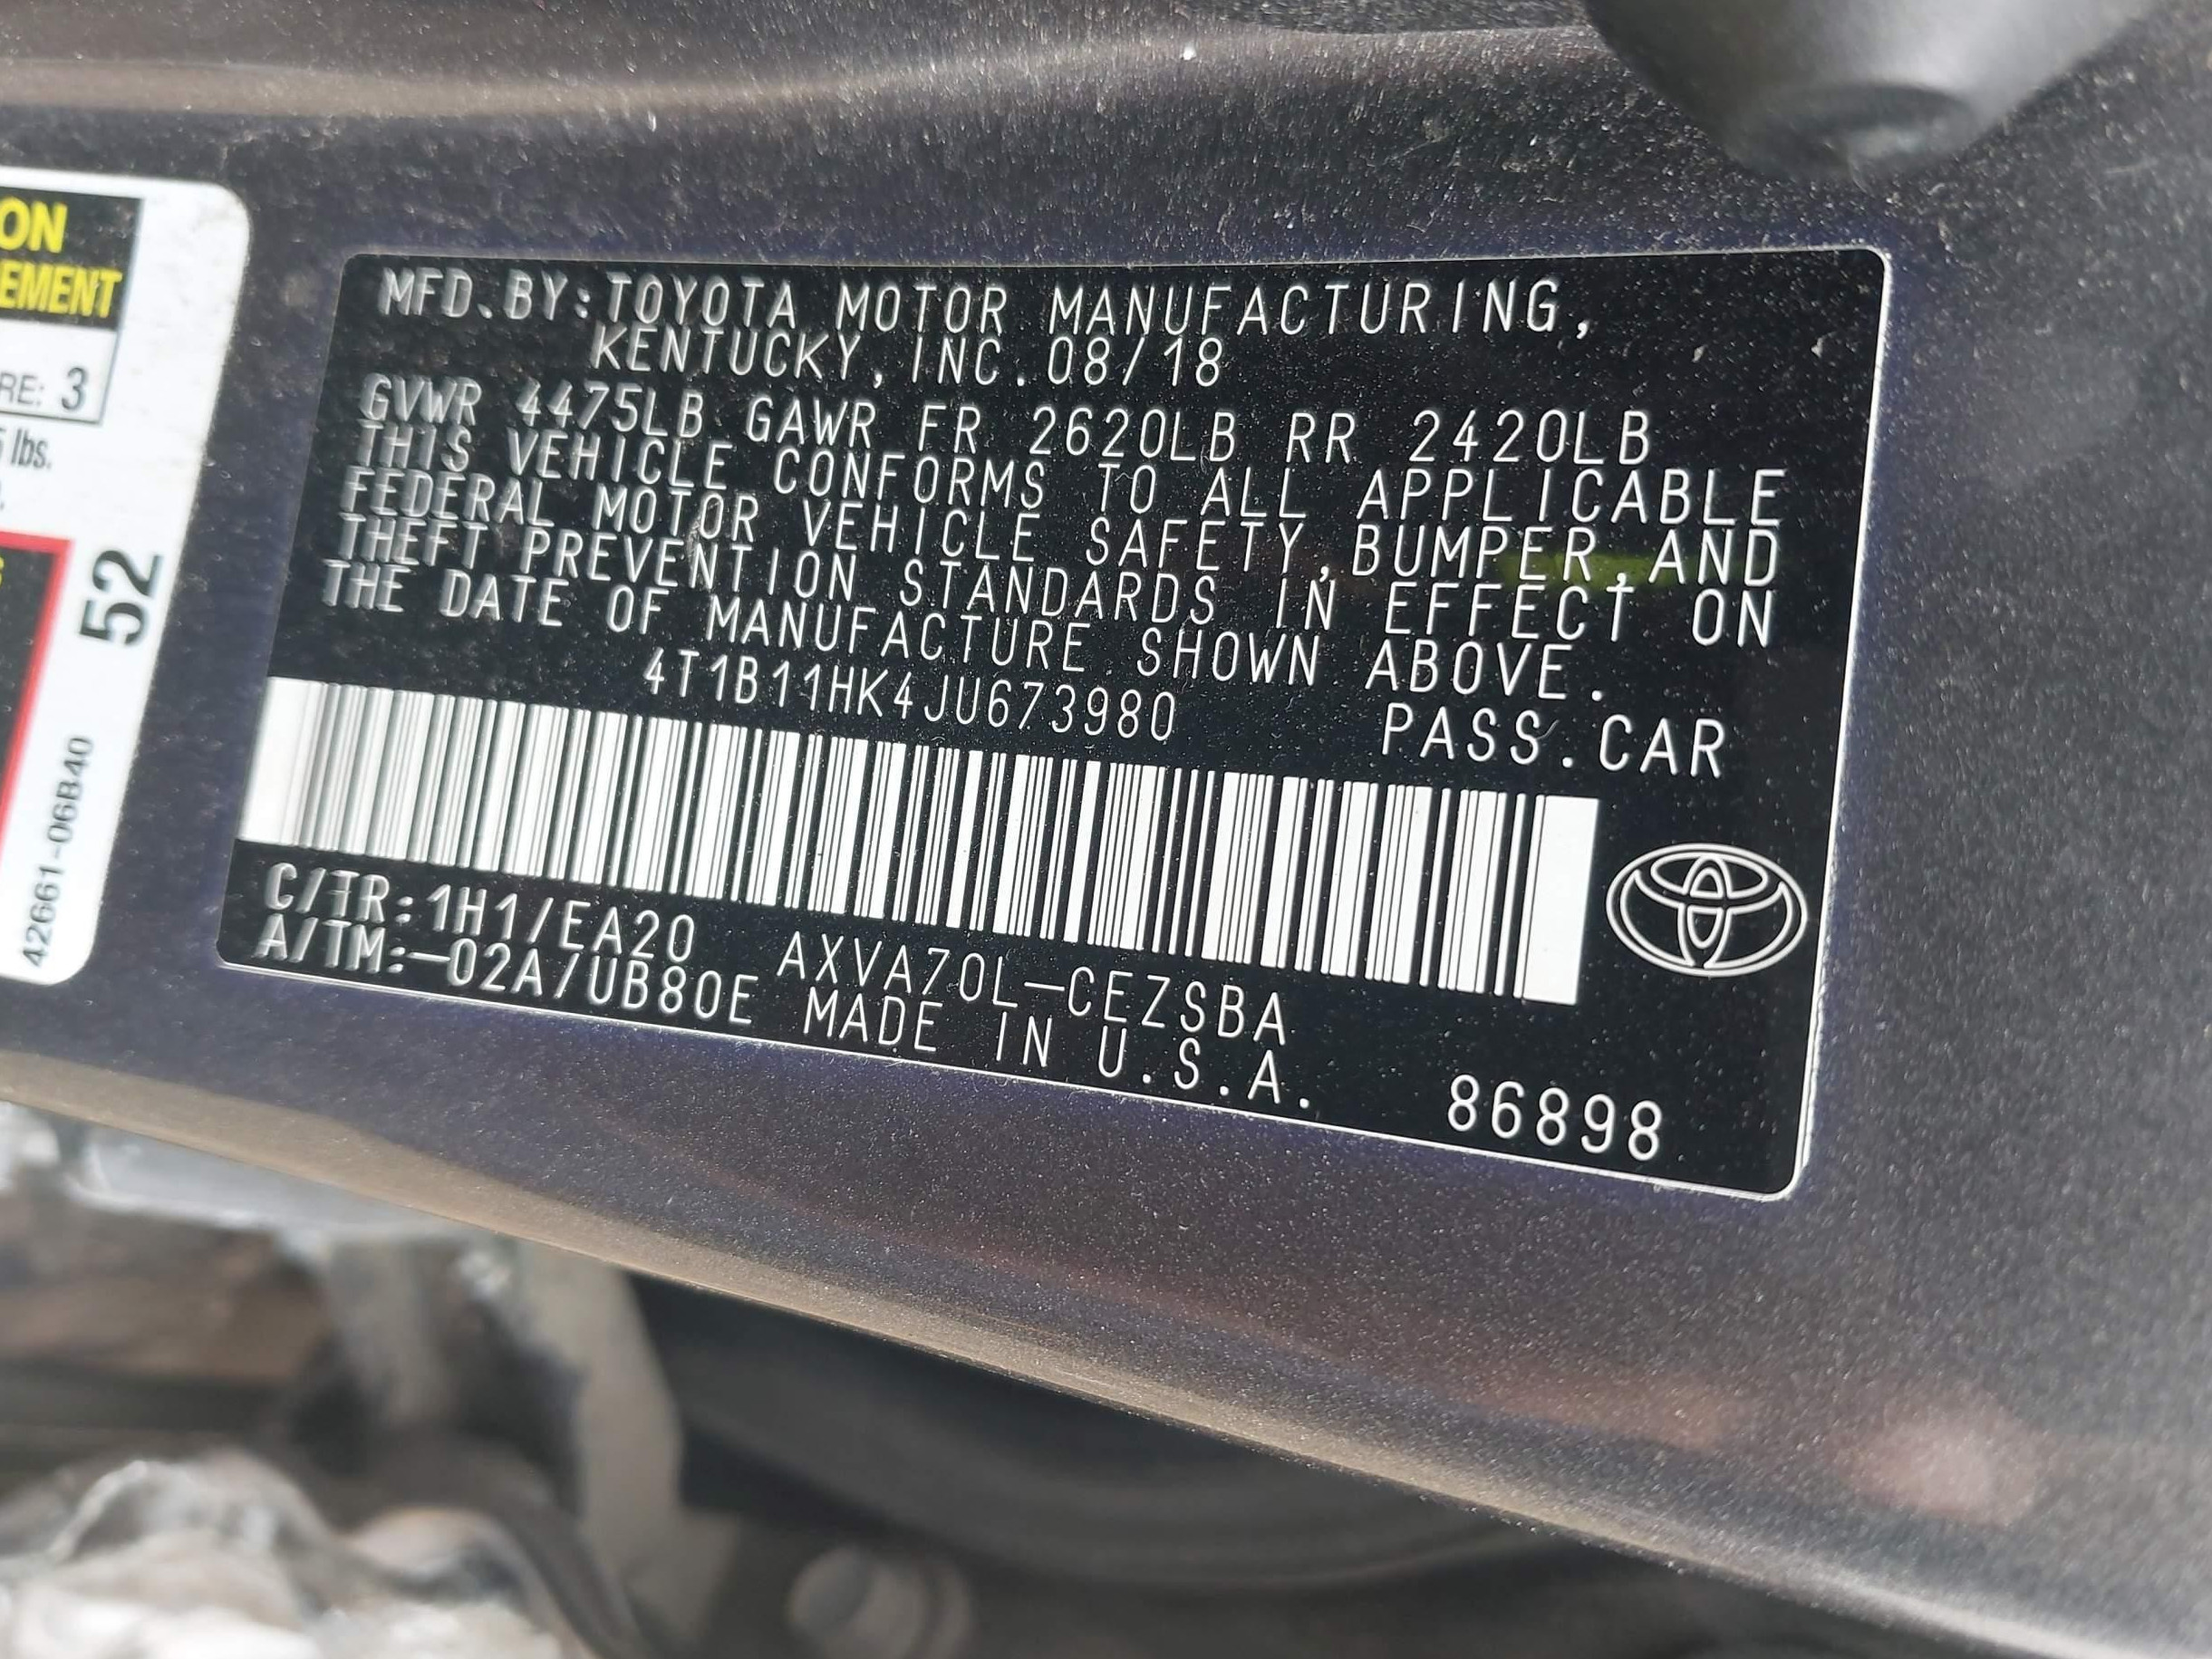 ON
EMENT
RE: 3
lbs.
52
42661-06B40
MFD.BY:TOYOTA MOTOR MANUFACTURING,
KENTUCKY, INC.08/18
GVWR 4475LB GAWR FR 2620LB RR 2420LB
THIS VEHICLE CONFORMS TO ALL APPLICABLE
FEDERAL MOTOR VEHICLE SAFETY,BUMPER,AND
THEFT PREVENTION STANDARDS IN EFFECT ON
THE DATE OF MANUFACTURE SHOWN ABOVE.
4T1B11HK4JU673980 PASS.CAR
C/TR:1H1/EA20 AXVA70L-CEZSBA
A/TM:-02A/UB80E MADE IN U.S.A. 86898